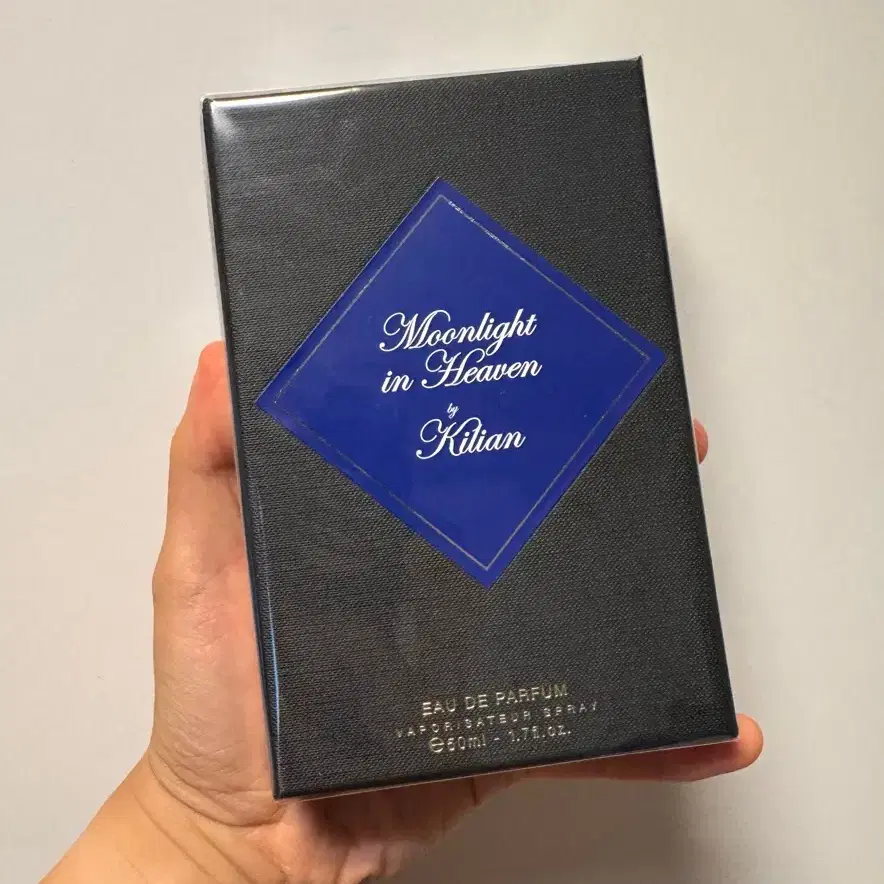 Moonlight
in Heaven
by
Kilian
EAU DE PARFUM
VAPORISATEUR SPRAY
℮50ml - 1.7fl.oz.